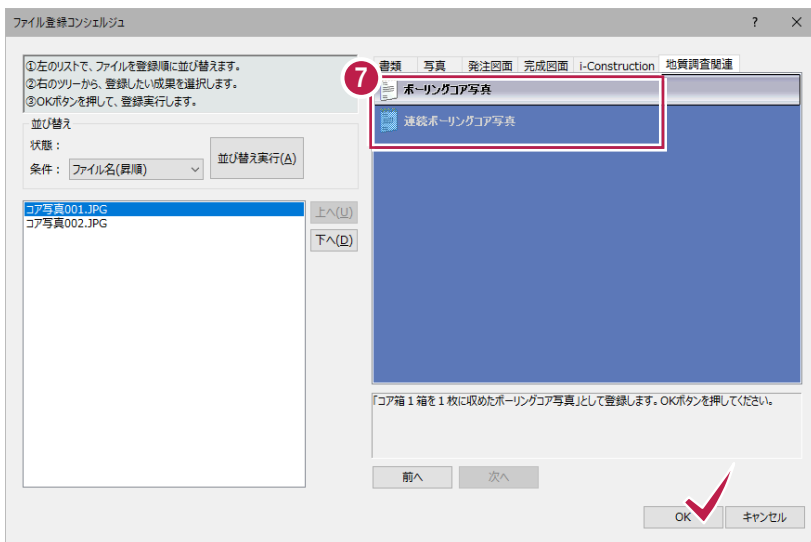 ファイル登録コンシェルジュ
? ×
①左のリストで、ファイルを登録順に並び替えます。
②右のツリーから、登録したい成果を選択します。
③OKボタンを押して、登録実行します。
並び替え
状態：
条件： ファイル名(昇順)
並び替え実行(A)
コア写真001.JPG
コア写真002.JPG
上へ(U)
下へ(D)
書類 写真 発注図面 完成図面 i-Construction 地質調査関連
7
ボーリングコア写真
連続ボーリングコア写真
「コア箱１箱を１枚に収めたボーリングコア写真」として登録します。OKボタンを押してください。
前へ 次へ
OK キャンセル